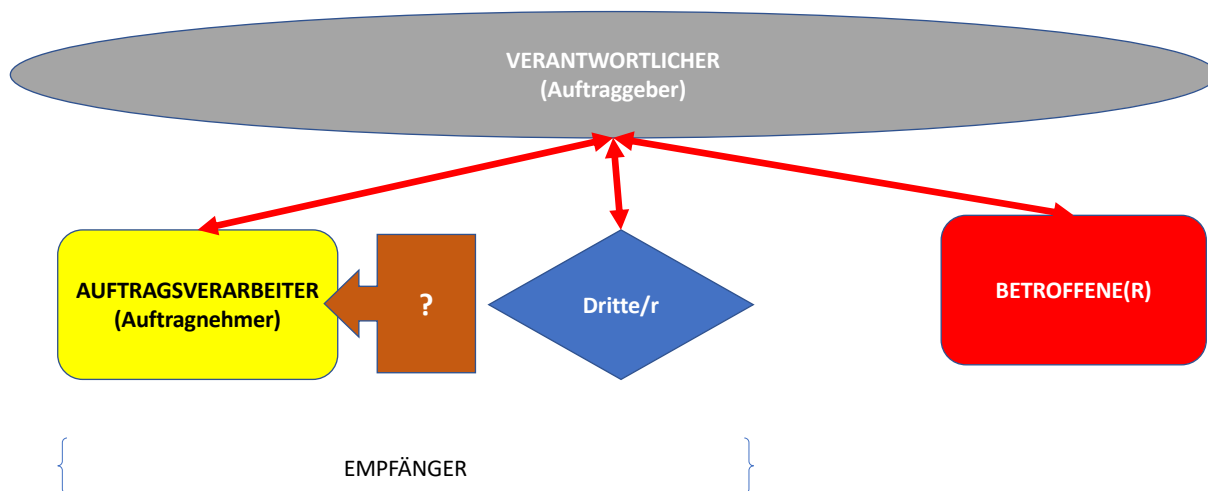 VERANTWORTLICHER
(Auftraggeber)
AUFTRAGSVERARBEITER
(Auftragnehmer)
?
Dritte/r
BETROFFENE(R)
EMPFÄNGER